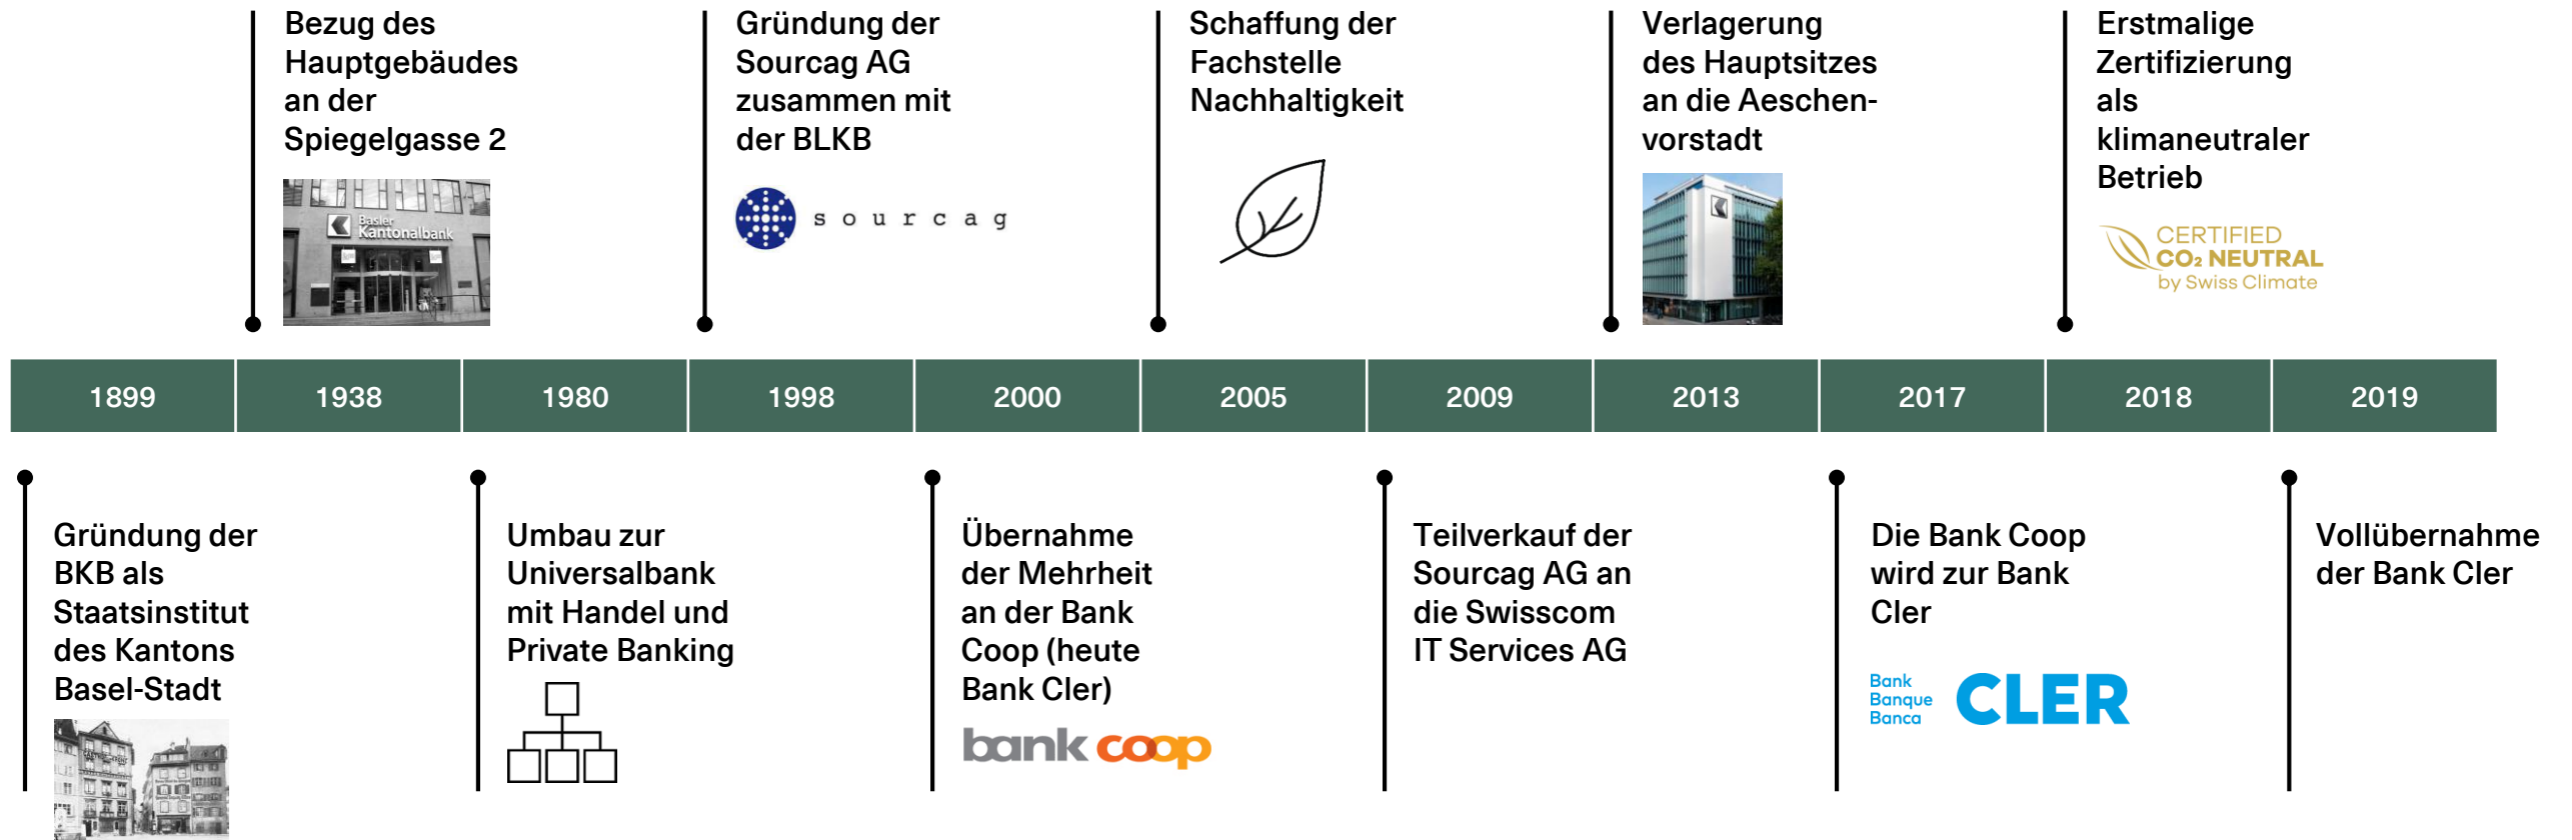 Bezug des
Hauptgebäudes
an der
Spiegelgasse 2
Basler
Kantonalbank
Gründung der
Sourcag AG
zusammen mit
der BLKB
sourcag
Schaffung der
Fachstelle
Nachhaltigkeit
Verlagerung
des Hauptsitzes
an die Aeschen-
vorstadt
Erstmalige
Zertifizierung
als
klimaneutraler
Betrieb
CERTIFIED
CO₂ NEUTRAL
by Swiss Climate
1899 1938 1980 1998 2000 2005 2009 2013 2017 2018 2019
Gründung der
BKB als
Staatsinstitut
des Kantons
Basel-Stadt
Umbau zur
Universalbank
mit Handel und
Private Banking
Übernahme
der Mehrheit
an der Bank
Coop (heute
Bank Cler)
bank coop
Teilverkauf der
Sourcag AG an
die Swisscom
IT Services AG
Die Bank Coop
wird zur Bank
Cler
Bank
Banque
Banca
CLER
Vollübernahme
der Bank Cler